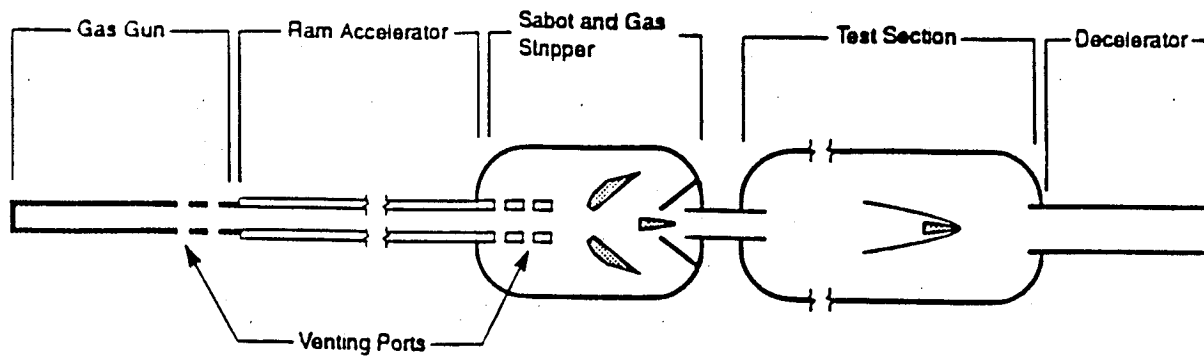 Gas Gun
Ram Accelerator
Sabot and Gas
Stripper
Test Section
Decelerator
Venting Ports